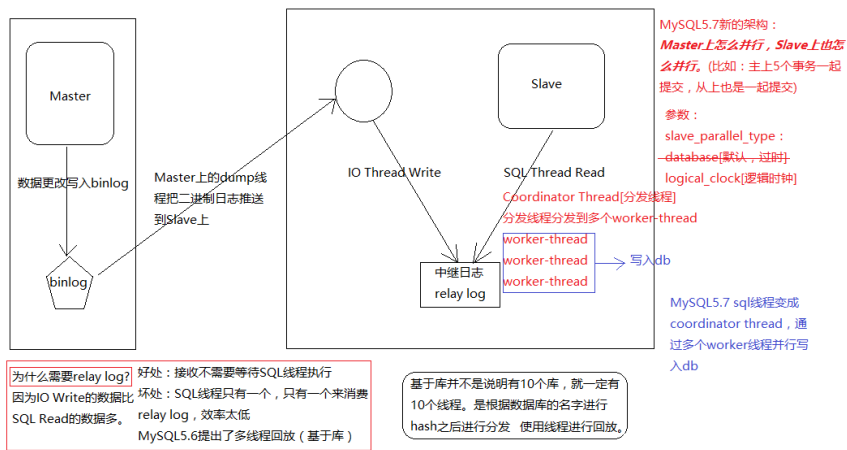 Master
数据更改写入binlog
binlog
Master上的dump线
程把二进制日志推送
到Slave上
Slave
IO Thread Write
SQL Thread Read
Coordinator Thread[分发线程]
分发线程分发到多个worker-thread
worker-thread
worker-thread
worker-thread
写入db
中继日志
relay log
MySQL5.7新的架构：
Master上怎么并行，Slave上也怎
么并行。(比如：主上5个事务一起
提交，从上也是一起提交)
参数：
slave_parallel_type：
database[默认，过时]
logical_clock[逻辑时钟]
MySQL5.7 sql线程变成
coordinator thread，通
过多个worker线程并行写
入db
为什么需要relay log?
因为IO Write的数据比
SQL Read的数据多。
好处：接收不需要等待SQL线程执行
坏处：SQL线程只有一个，只有一个来消费
relay log，效率太低
MySQL5.6提出了多线程回放（基于库）
基于库并不是说明有10个库，就一定有
10个线程。是根据数据库的名字进行
hash之后进行分发 使用线程进行回放。